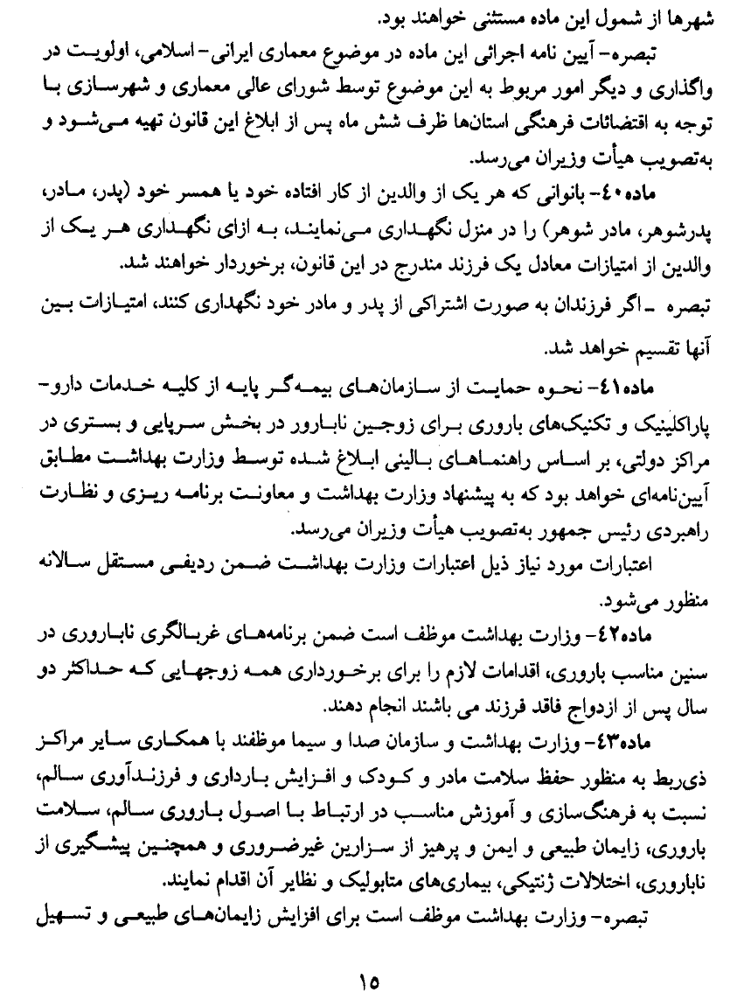 شهرها از شمول این ماده مستثنی خواهند بود.
تبصره- آیین نامه اجرائی این ماده در موضوع معماری ایرانی- اسلامی، اولویت در
واگذاری و دیگر امور مربوط به این موضوع توسط شورای عالی معماری و شهرسازی با
توجه به اقتضائات فرهنگی استان‌ها ظرف شش ماه پس از ابلاغ این قانون تهیه می‌شود و
به‌تصویب هیأت وزیران می‌رسد.
ماده٤٠- بانوانی که هر یک از والدین از کار افتاده خود یا همسر خود (پدر، مادر،
پدرشوهر، مادر شوهر) را در منزل نگهداری می‌نمایند، به ازای نگهداری هر یک از
والدین از امتیازات معادل یک فرزند مندرج در این قانون، برخوردار خواهند شد.
تبصره -اگر فرزندان به صورت اشتراکی از پدر و مادر خود نگهداری کنند، امتیازات بین
آنها تقسیم خواهد شد.
ماده٤١- نحوه حمایت از سازمان‌های بیمه‌گر پایه از کلیه خدمات دارو-
پاراکلینیک و تکنیک‌های باروری برای زوجین نابارور در بخش سرپایی و بستری در
مراکز دولتی، بر اساس راهنماهای بالینی ابلاغ شده توسط وزارت بهداشت مطابق
آیین‌نامه‌ای خواهد بود که به پیشنهاد وزارت بهداشت و معاونت برنامه ریزی و نظارت
راهبردی رئیس جمهور به‌تصویب هیأت وزیران می‌رسد.
اعتبارات مورد نیاز ذیل اعتبارات وزارت بهداشت ضمن ردیفی مستقل سالانه
منظور می‌شود.
ماده٤٢- وزارت بهداشت موظف است ضمن برنامه‌های غربالگری ناباروری در
سنین مناسب باروری، اقدامات لازم را برای برخورداری همه زوجهایی که حداکثر دو
سال پس از ازدواج فاقد فرزند می باشند انجام دهند.
ماده٤٣- وزارت بهداشت و سازمان صدا و سیما موظفند با همکاری سایر مراکز
ذی‌ربط به منظور حفظ سلامت مادر و کودک و افزایش بارداری و فرزندآوری سالم،
نسبت به فرهنگ‌سازی و آموزش مناسب در ارتباط با اصول باروری سالم، سلامت
باروری، زایمان طبیعی و ایمن و پرهیز از سزارین غیرضروری و همچنین پیشگیری از
ناباروری، اختلالات ژنتیکی، بیماری‌های متابولیک و نظایر آن اقدام نمایند.
تبصره- وزارت بهداشت موظف است برای افزایش زایمان‌های طبیعی و تسهیل
١٥